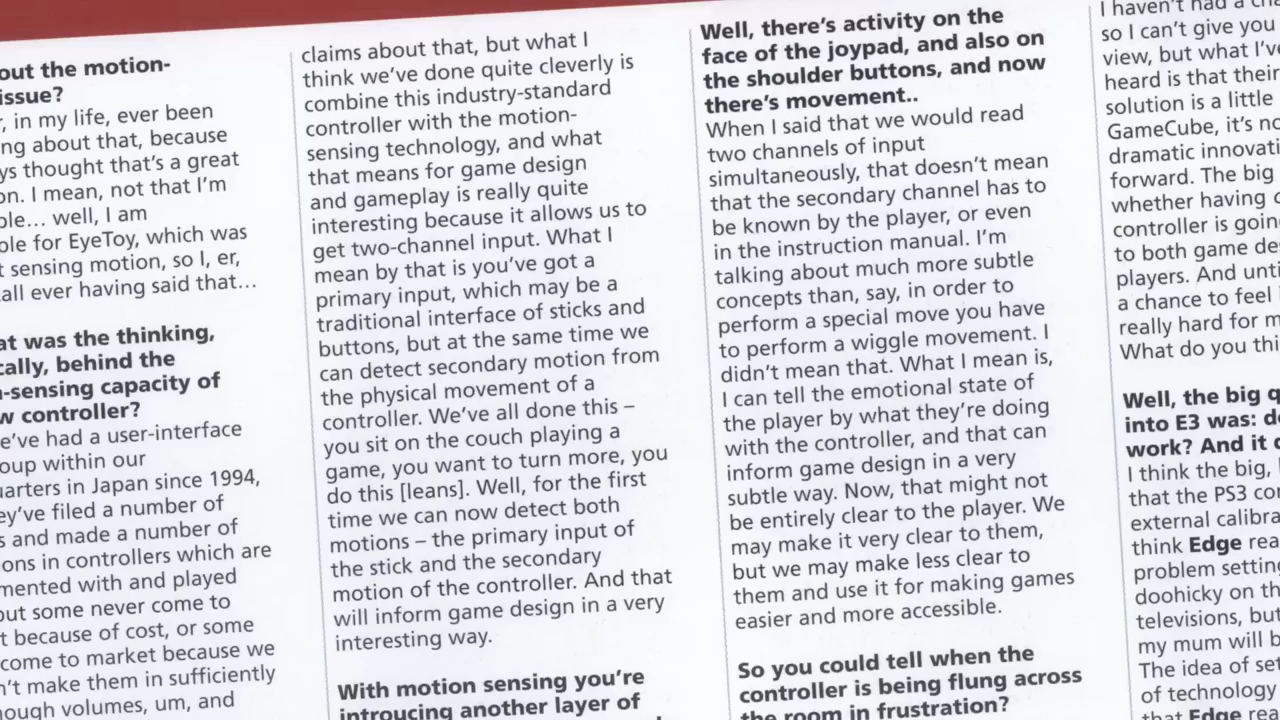 out the motion-
issue?
, in my life, ever been
ng about that, because
ys thought that's a great
on. I mean, not that I'm
ble... well, I am
ble for EyeToy, which was
t sensing motion, so I, er,
all ever having said that...
at was the thinking,
cally, behind the
-sensing capacity of
w controller?
e've had a user-interface
oup within our
uarters in Japan since 1994,
ey've filed a number of
s and made a number of
ons in controllers which are
mented with and played
out some never come to
t because of cost, or some
come to market because we
n't make them in sufficiently
nough volumes, um, and
claims about that, but what I
think we've done quite cleverly is
combine this industry-standard
controller with the motion-
sensing technology, and what
that means for game design
and gameplay is really quite
interesting because it allows us to
get two-channel input. What I
mean by that is you've got a
primary input, which may be a
traditional interface of sticks and
buttons, but at the same time we
can detect secondary motion from
the physical movement of a
controller. We've all done this –
you sit on the couch playing a
game, you want to turn more, you
do this [leans]. Well, for the first
time we can now detect both
motions – the primary input of
the stick and the secondary
motion of the controller. And that
will inform game design in a very
interesting way.
With motion sensing you're
introucing another layer of
Well, there's activity on the
face of the joypad, and also on
the shoulder buttons, and now
there's movement..
When I said that we would read
two channels of input
simultaneously, that doesn't mean
that the secondary channel has to
be known by the player, or even
in the instruction manual. I'm
talking about much more subtle
concepts than, say, in order to
perform a special move you have
to perform a wiggle movement. I
didn't mean that. What I mean is,
I can tell the emotional state of
the player by what they're doing
with the controller, and that can
inform game design in a very
subtle way. Now, that might not
be entirely clear to the player. We
may make it very clear to them,
but we may make less clear to
them and use it for making games
easier and more accessible.
So you could tell when the
controller is being flung across
the room in frustration?
I haven't had a cha
so I can't give you
view, but what I've
heard is that their
solution is a little
GameCube, it's no
dramatic innovati
forward. The big
whether having c
controller is goin
to both game de
players. And unti
a chance to feel i
really hard for m
What do you thi
Well, the big q
into E3 was: d
work? And it d
I think the big,
that the PS3 co
external calibra
think Edge rea
problem setting
doohicky on th
televisions, but
my mum will b
The idea of set
of technology
that Edge rea